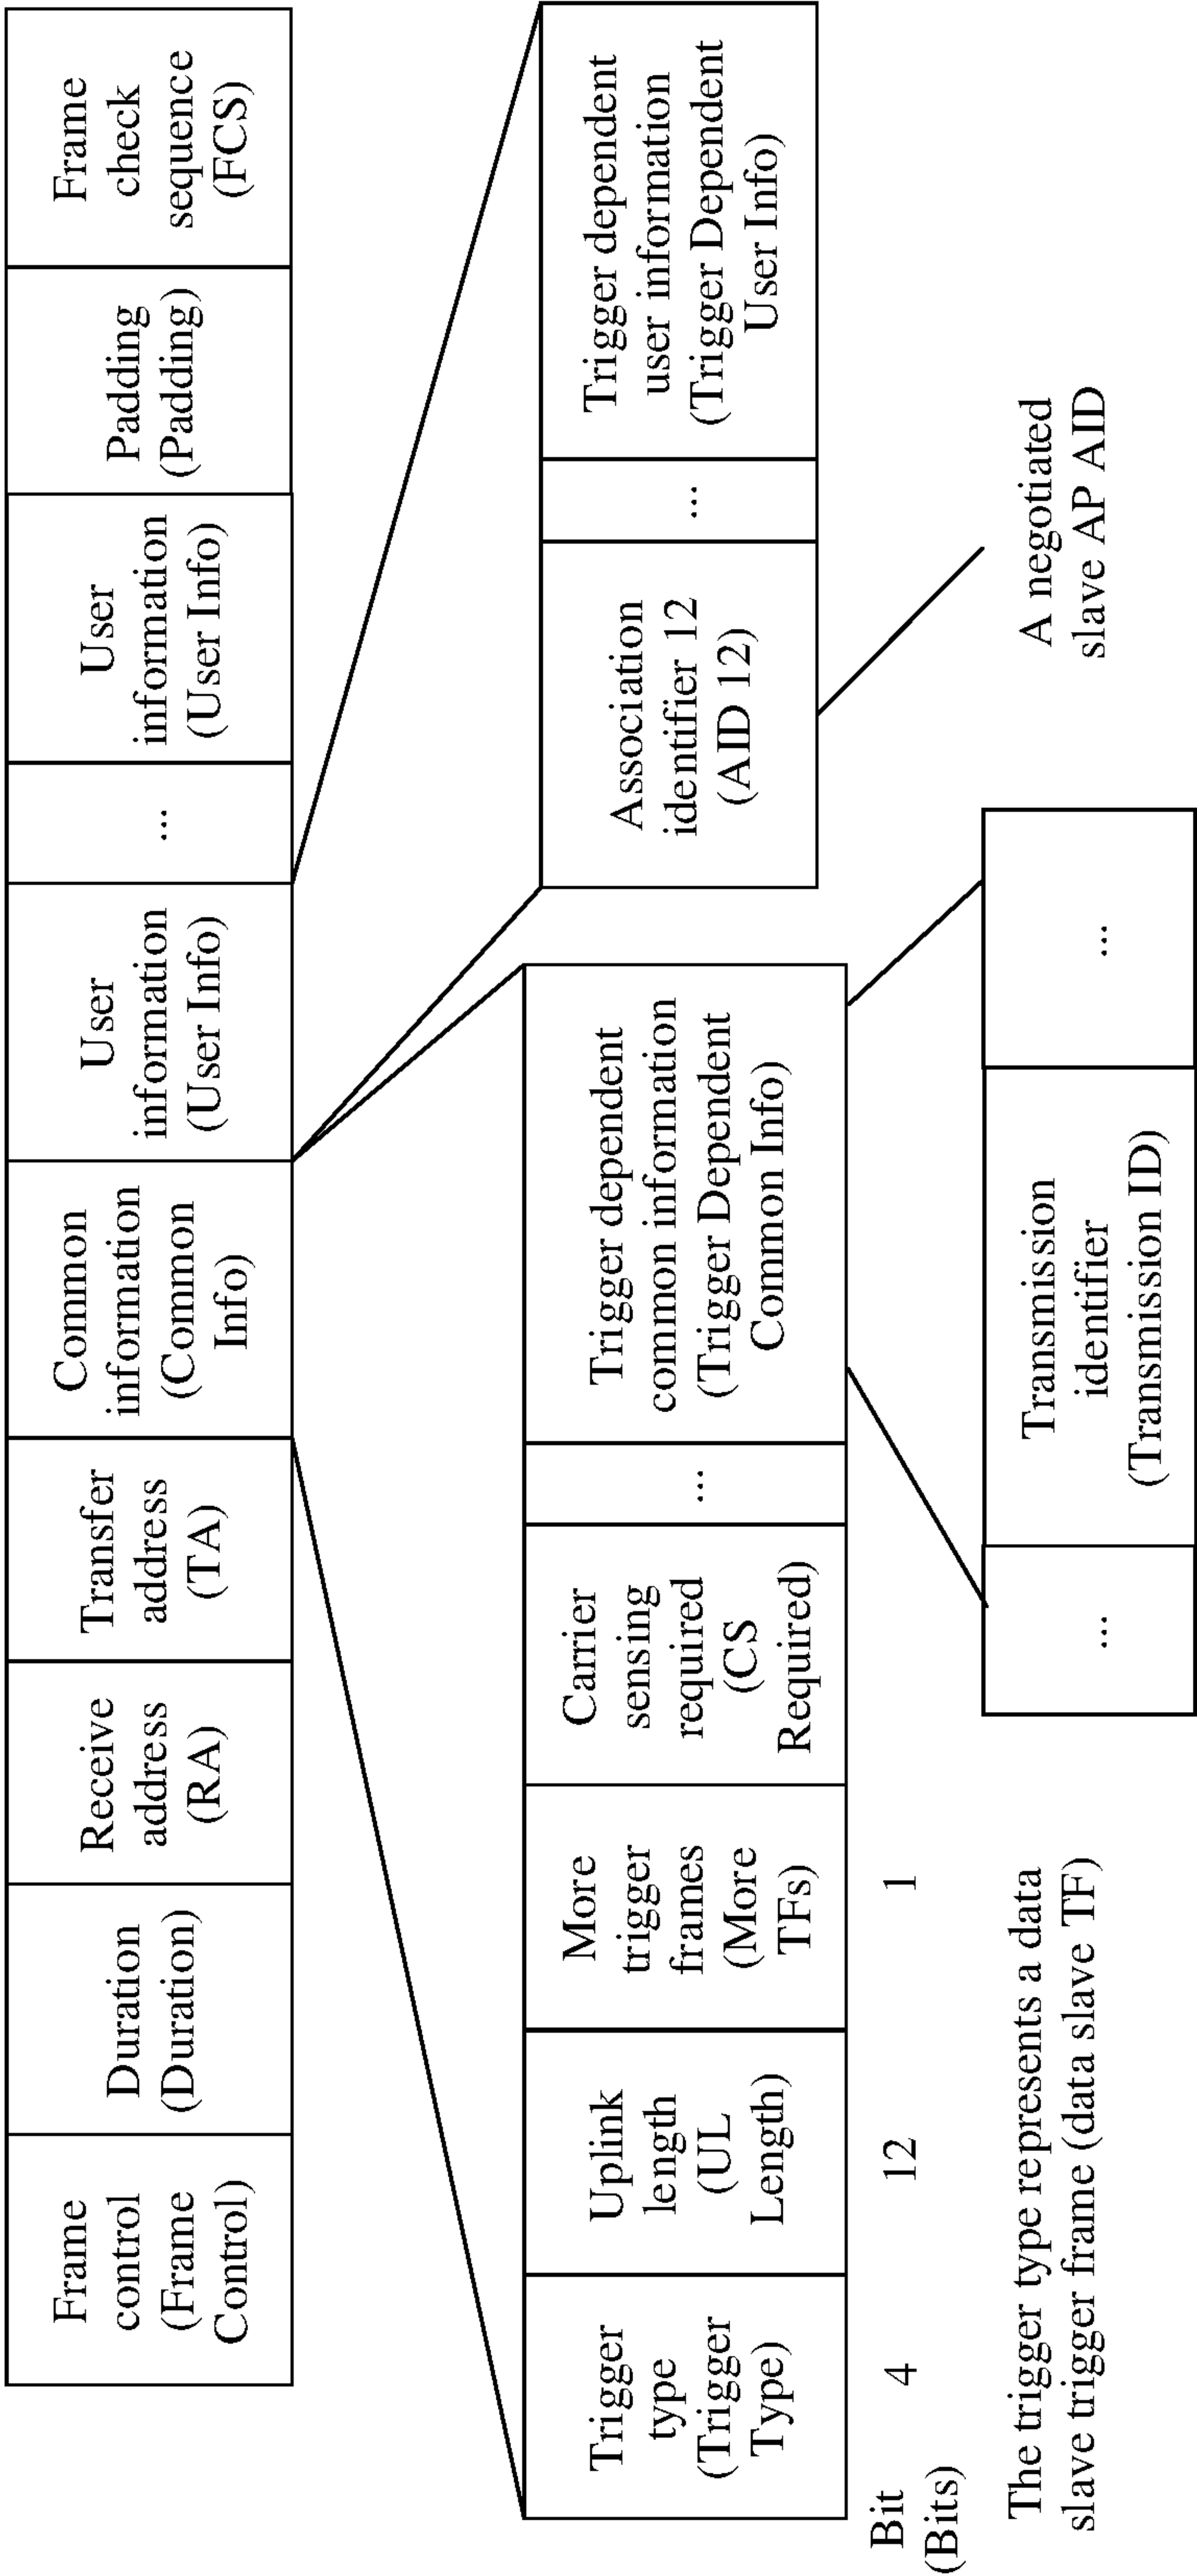 Frame
control
(Frame
Control)
Duration
(Duration)
Receive
address
(RA)
Transfer
address
(TA)
Common
information
(Common
Info)
User
information
(User Info)
...
User
information
(User Info)
Padding
(Padding)
Frame
check
sequence
(FCS)
Trigger
type
(Trigger
Type)
Uplink
length
(UL
Length)
More
trigger
frames
(More
TFs)
Carrier
sensing
required
(CS
Required)
...
Trigger dependent
common information
(Trigger Dependent
Common Info)
Association
identifier 12
(AID 12)
...
Trigger dependent
user information
(Trigger Dependent
User Info)
Bit
(Bits)
4
12
1
The trigger type represents a data
slave trigger frame (data slave TF)
...
Transmission
identifier
(Transmission ID)
...
A negotiated
slave AP AID